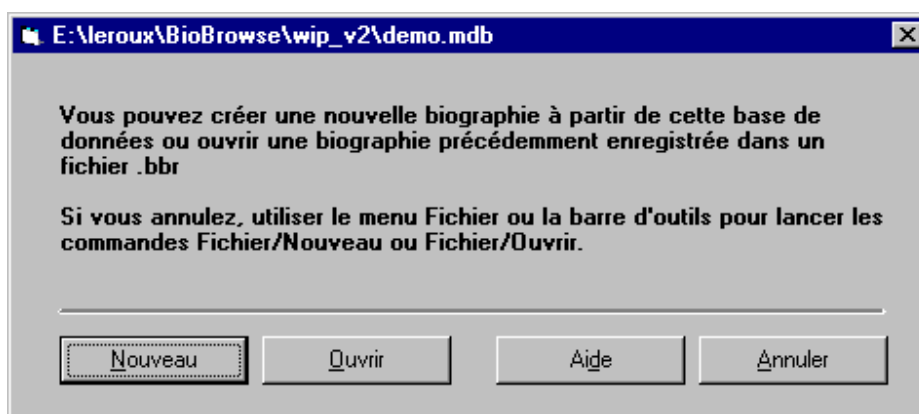 E:\leroux\BioBrowse\wip_v2\demo.mdb
Vous pouvez créer une nouvelle biographie à partir de cette base de
données ou ouvrir une biographie précédemment enregistrée dans un
fichier .bbr
Si vous annulez, utiliser le menu Fichier ou la barre d'outils pour lancer les
commandes Fichier/Nouveau ou Fichier/Ouvrir.
Nouveau Ouvrir Aide Annuler